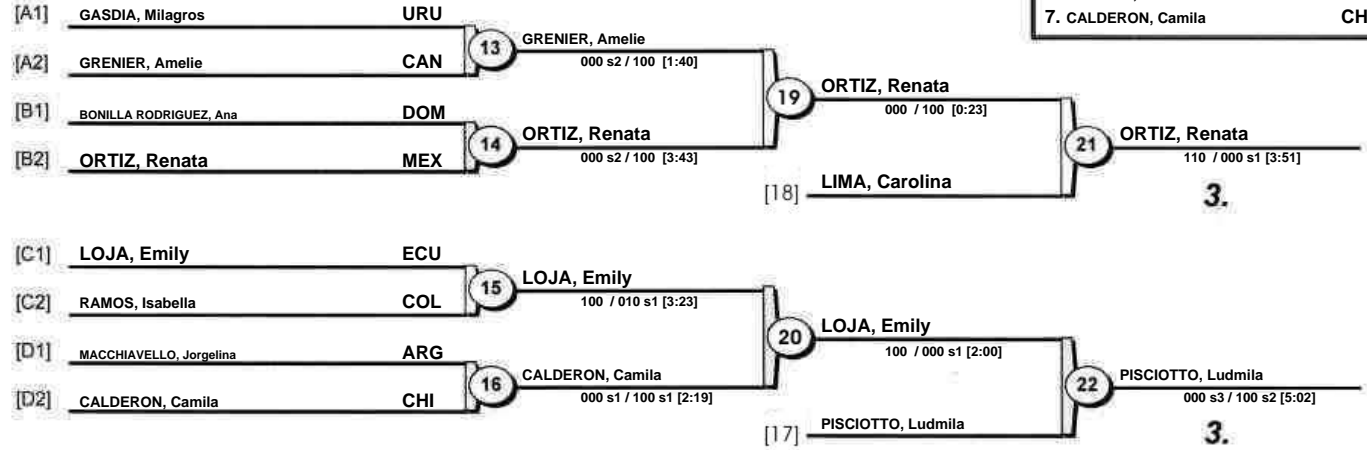 7. CALDERON, Camila CH
[A1] GASDIA, Milagros URU
13 GRENIER, Amelie
000 s2 / 100 [1:40]
[A2] GRENIER, Amelie CAN
19 ORTIZ, Renata
000 / 100 [0:23]
[B1] BONILLA RODRIGUEZ, Ana DOM
14 ORTIZ, Renata
000 s2 / 100 [3:43]
[B2] ORTIZ, Renata MEX
21 ORTIZ, Renata
110 / 000 s1 [3:51]
[18] LIMA, Carolina
3.
[C1] LOJA, Emily ECU
15 LOJA, Emily
100 / 010 s1 [3:23]
[C2] RAMOS, Isabella COL
20 LOJA, Emily
100 / 000 s1 [2:00]
[D1] MACCHIAVELLO, Jorgelina ARG
16 CALDERON, Camila
000 s1 / 100 s1 [2:19]
[D2] CALDERON, Camila CHI
22 PISCIOTTO, Ludmila
000 s3 / 100 s2 [5:02]
[17] PISCIOTTO, Ludmila
3.